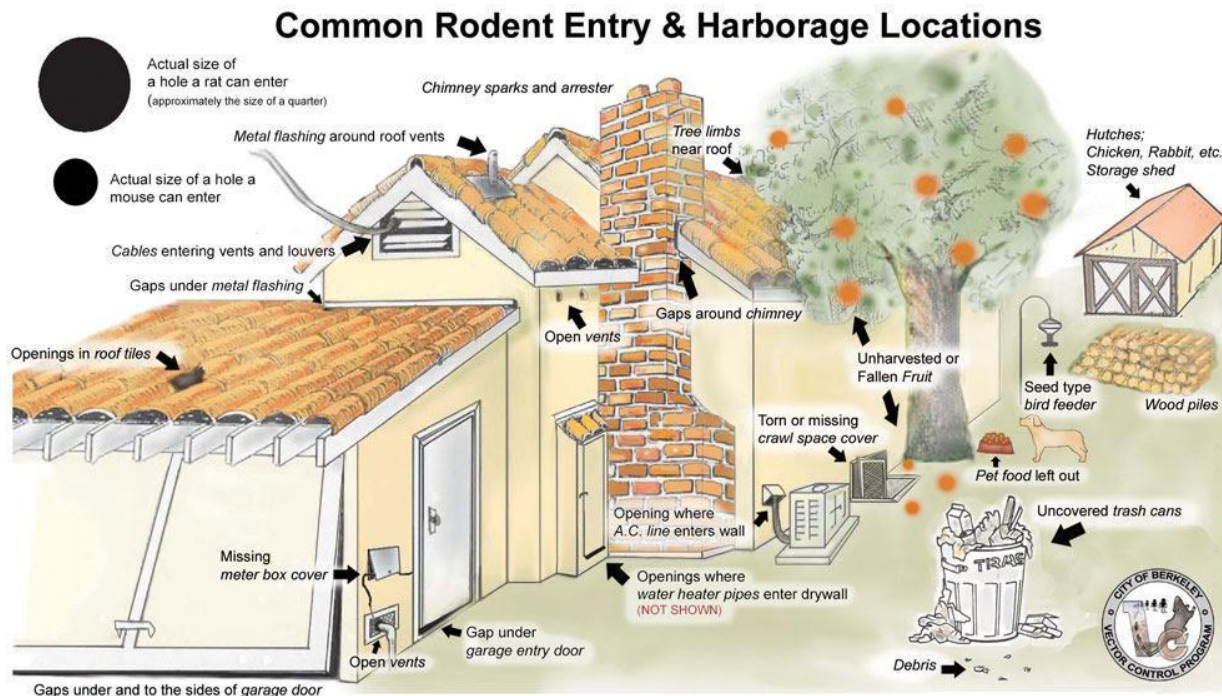 Common Rodent Entry & Harborage Locations
Actual size of
a hole a rat can enter
(approximately the size of a quarter)
Actual size of a hole a
mouse can enter
Chimney sparks and arrester
Metal flashing around roof vents
Tree limbs
near roof
Hutches;
Chicken, Rabbit, etc.
Storage shed
Cables entering vents and louvers
Gaps under metal flashing
Gaps around chimney
Open vents
Openings in roof tiles
Unharvested or
Fallen Fruit
Seed type
bird feeder
Wood piles
Torn or missing
crawl space cover
Pet food left out
Opening where
A.C. line enters wall
Uncovered trash cans
TRASH
Missing
meter box cover
Openings where
water heater pipes enter drywall
(NOT SHOWN)
Gap under
garage entry door
Open vents
Debris
Gaps under and to the sides of garage door
CITY OF BERKELEY
VECTOR CONTROL PROGRAM